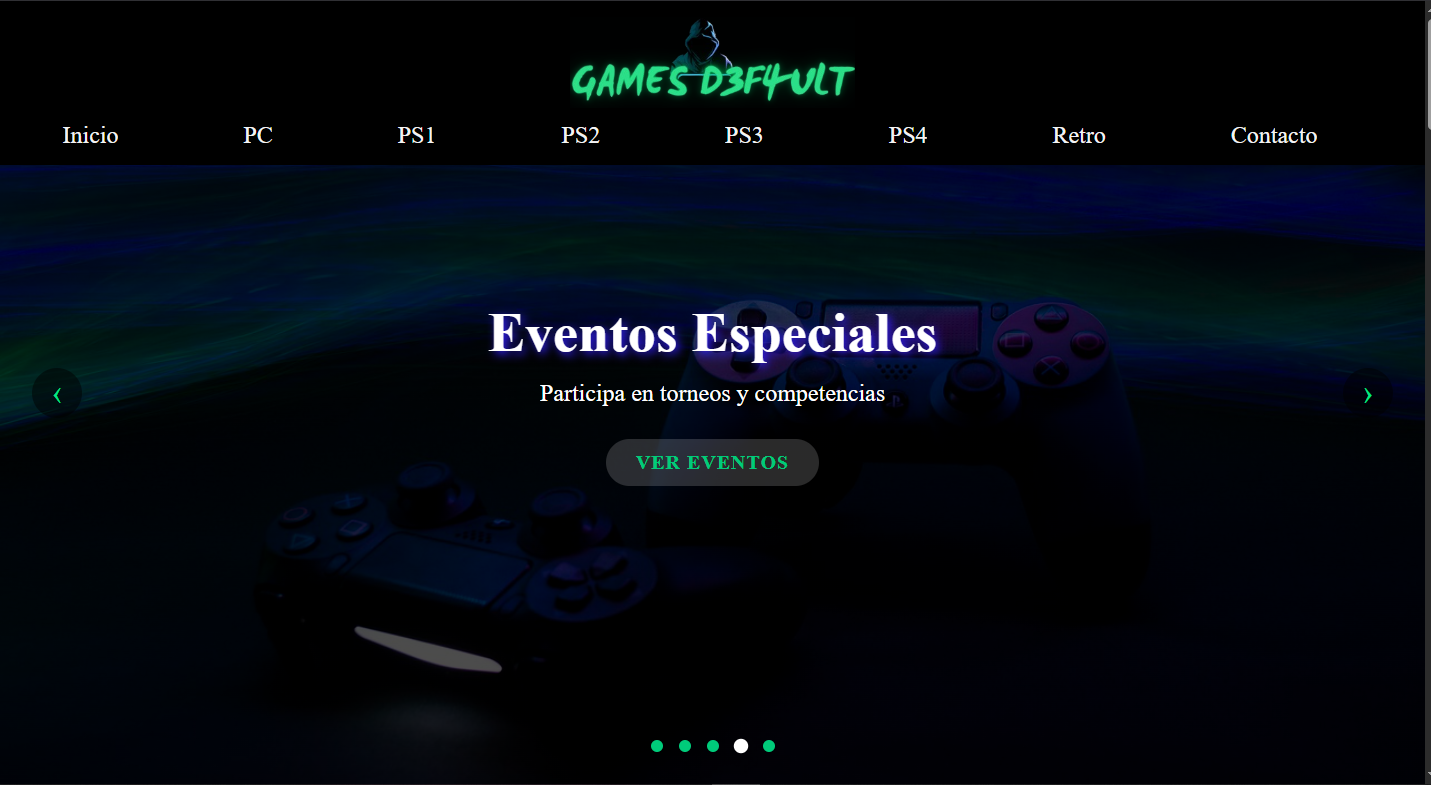 GAMES D3F4ULT
Inicio PC PS1 PS2 PS3 PS4 Retro Contacto
Eventos Especiales
Participa en torneos y competencias
‹ ›
VER EVENTOS